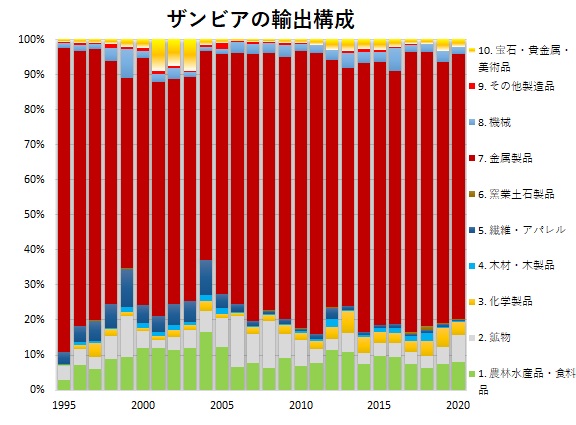 ザンビアの輸出構成
100%
90%
80%
70%
60%
50%
40%
30%
20%
10%
0%
1995
2000
2005
2010
2015
2020
10. 宝石・貴金属・
美術品
9. その他製造品
8. 機械
7. 金属製品
6. 窯業土石製品
5. 繊維・アパレル
4. 木材・木製品
3. 化学製品
2. 鉱物
1. 農林水産品・食料
品